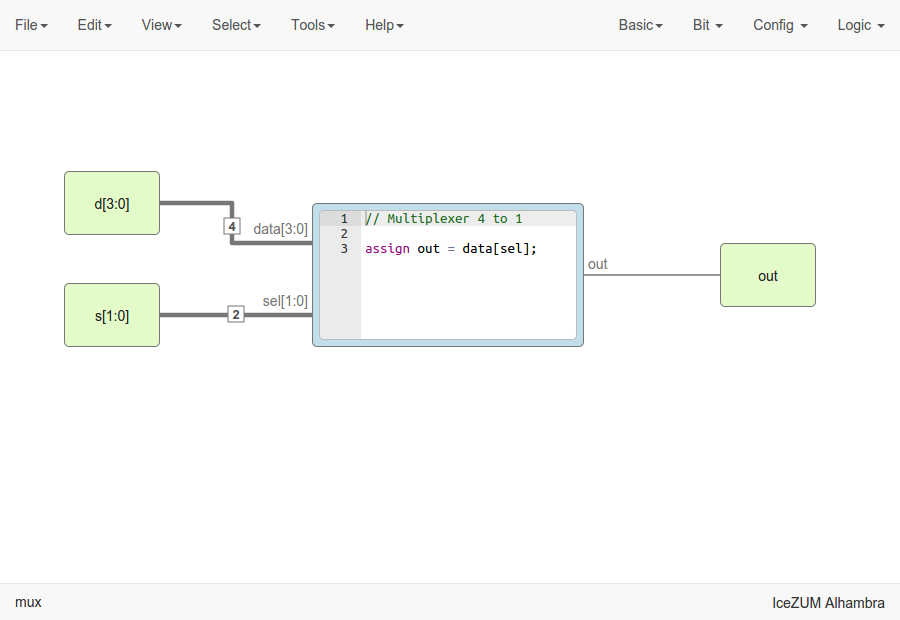 File Edit View Select Tools Help Basic Bit Config Logic
d[3:0]
4
data[3:0]
s[1:0]
2
sel[1:0]
1 // Multiplexer 4 to 1
2
3 assign out = data[sel];
out
out
mux
IceZUM Alhambra